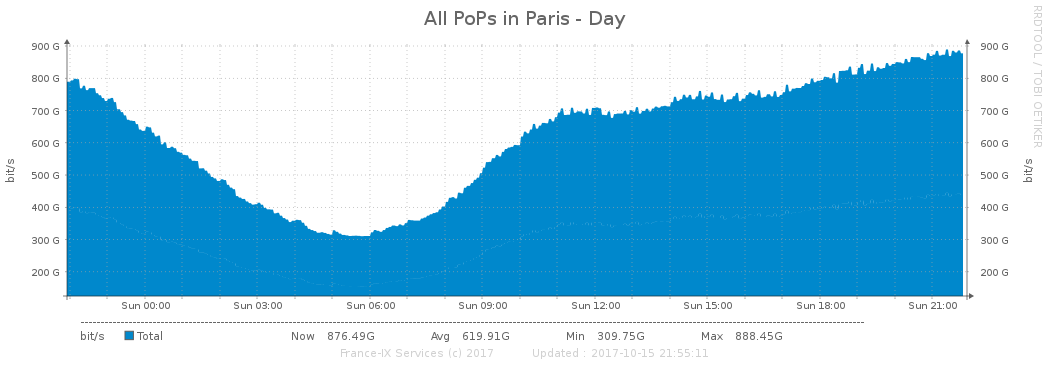 All PoPs in Paris - Day
RRDTOOL / TOBI OETIKER
bit/s
900 G
800 G
700 G
600 G
500 G
400 G
300 G
200 G
900 G
800 G
700 G
600 G
500 G
400 G
300 G
200 G
bit/s
Sun 00:00 Sun 03:00 Sun 06:00 Sun 09:00 Sun 12:00 Sun 15:00 Sun 18:00 Sun 21:00
bit/s Total Now 876.49G Avg 619.91G Min 309.75G Max 888.45G
France-IX Services (c) 2017 Updated : 2017-10-15 21:55:11